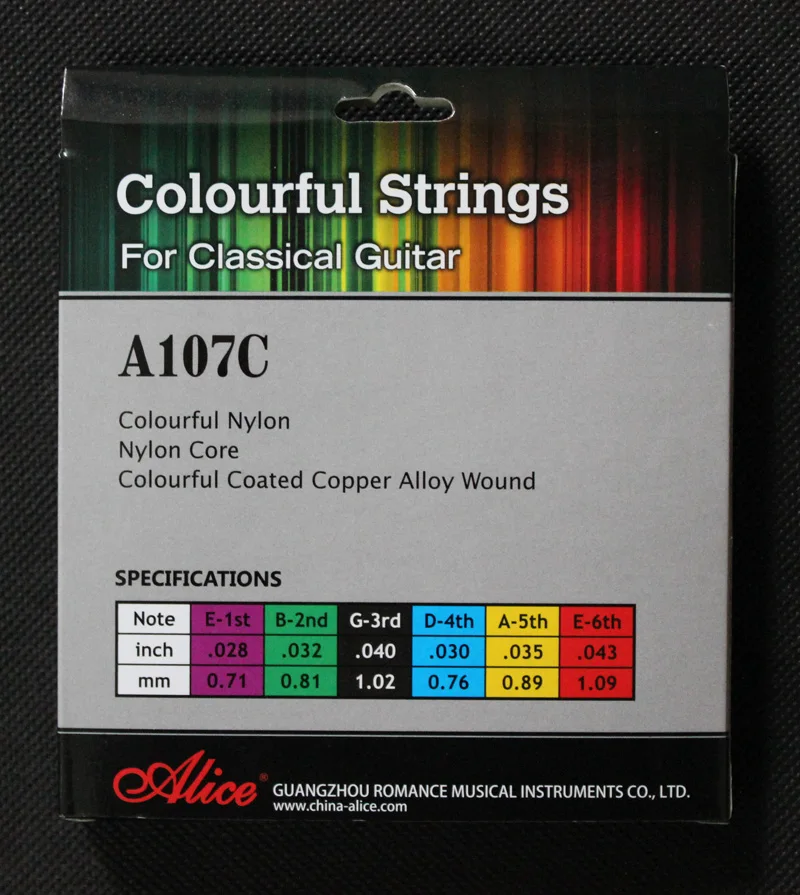 Colourful Strings
For Classical Guitar
A107C
Colourful Nylon
Nylon Core
Colourful Coated Copper Alloy Wound
SPECIFICATIONS
Note E-1st B-2nd G-3rd D-4th A-5th E-6th
inch .028 .032 .040 .030 .035 .043
mm 0.71 0.81 1.02 0.76 0.89 1.09
Alice® GUANGZHOU ROMANCE MUSICAL INSTRUMENTS CO., LTD.
www.china-alice.com